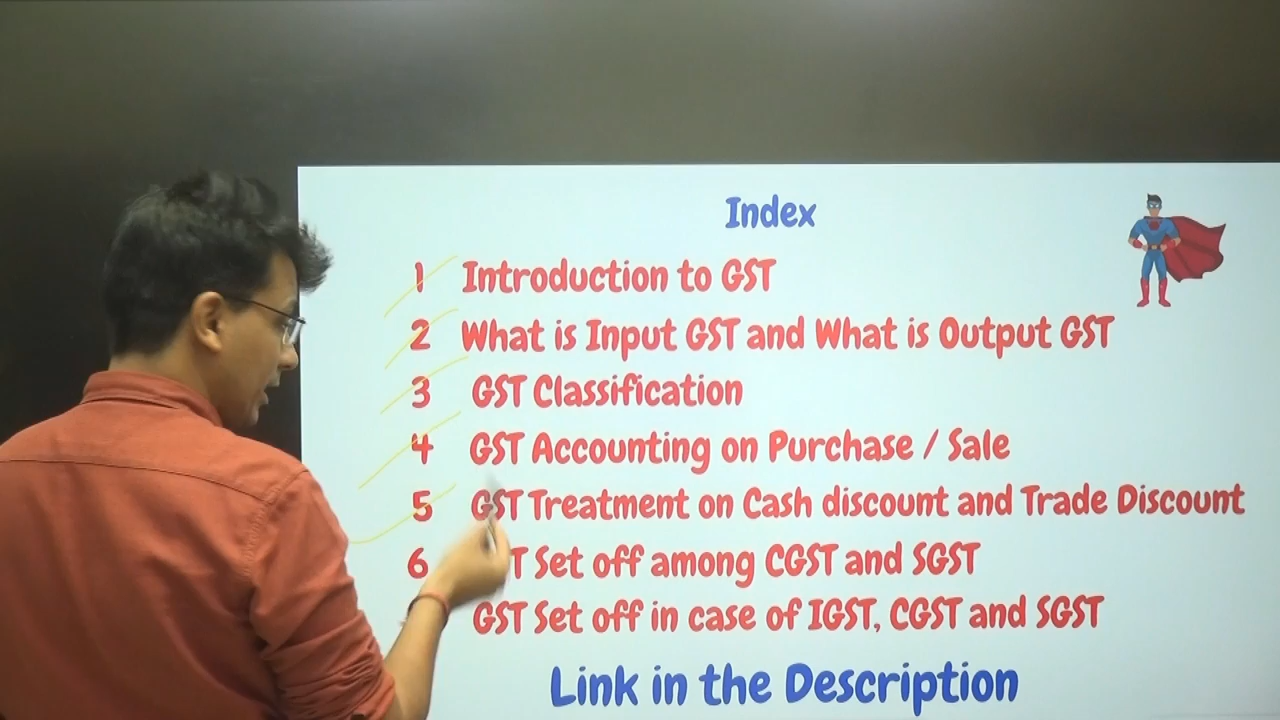 Index
1 Introduction to GST
2 What is Input GST and What is Output GST
3 GST Classification
4 GST Accounting on Purchase / Sale
5 GST Treatment on Cash discount and Trade Discount
6 Set off among CGST and SGST
GST Set off in case of IGST, CGST and SGST
Link in the Description